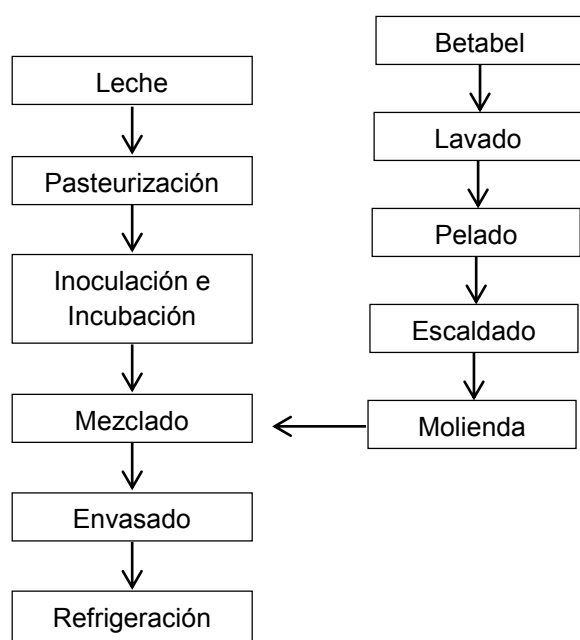 Leche
Pasteurización
Inoculación e
Incubación
Mezclado
Envasado
Refrigeración
Betabel
Lavado
Pelado
Escaldado
Molienda